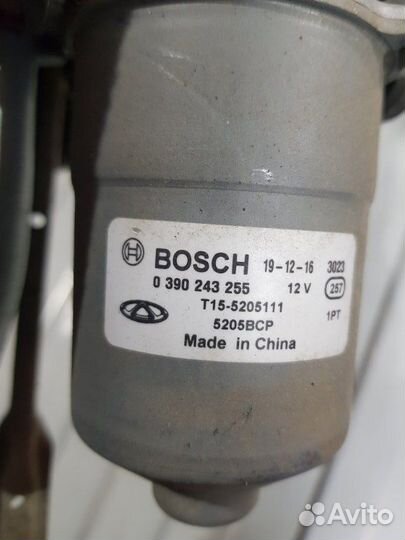 BOSCH 19-12-16 3023
0 390 243 255 12 V 257
T15-5205111 1PT
5205BCP
Made in China
Avito